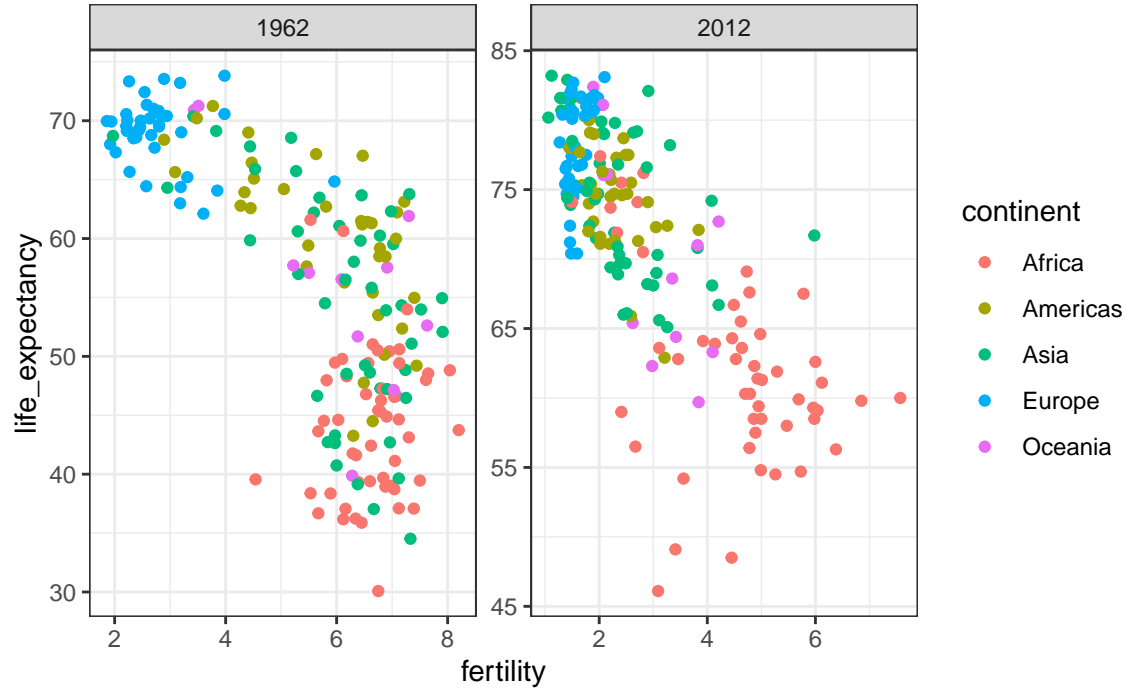 1962
2012
70
60
50
40
30
85
75
65
55
45
2 4 6 8
2 4 6
fertility
life_expectancy
continent
Africa
Americas
Asia
Europe
Oceania